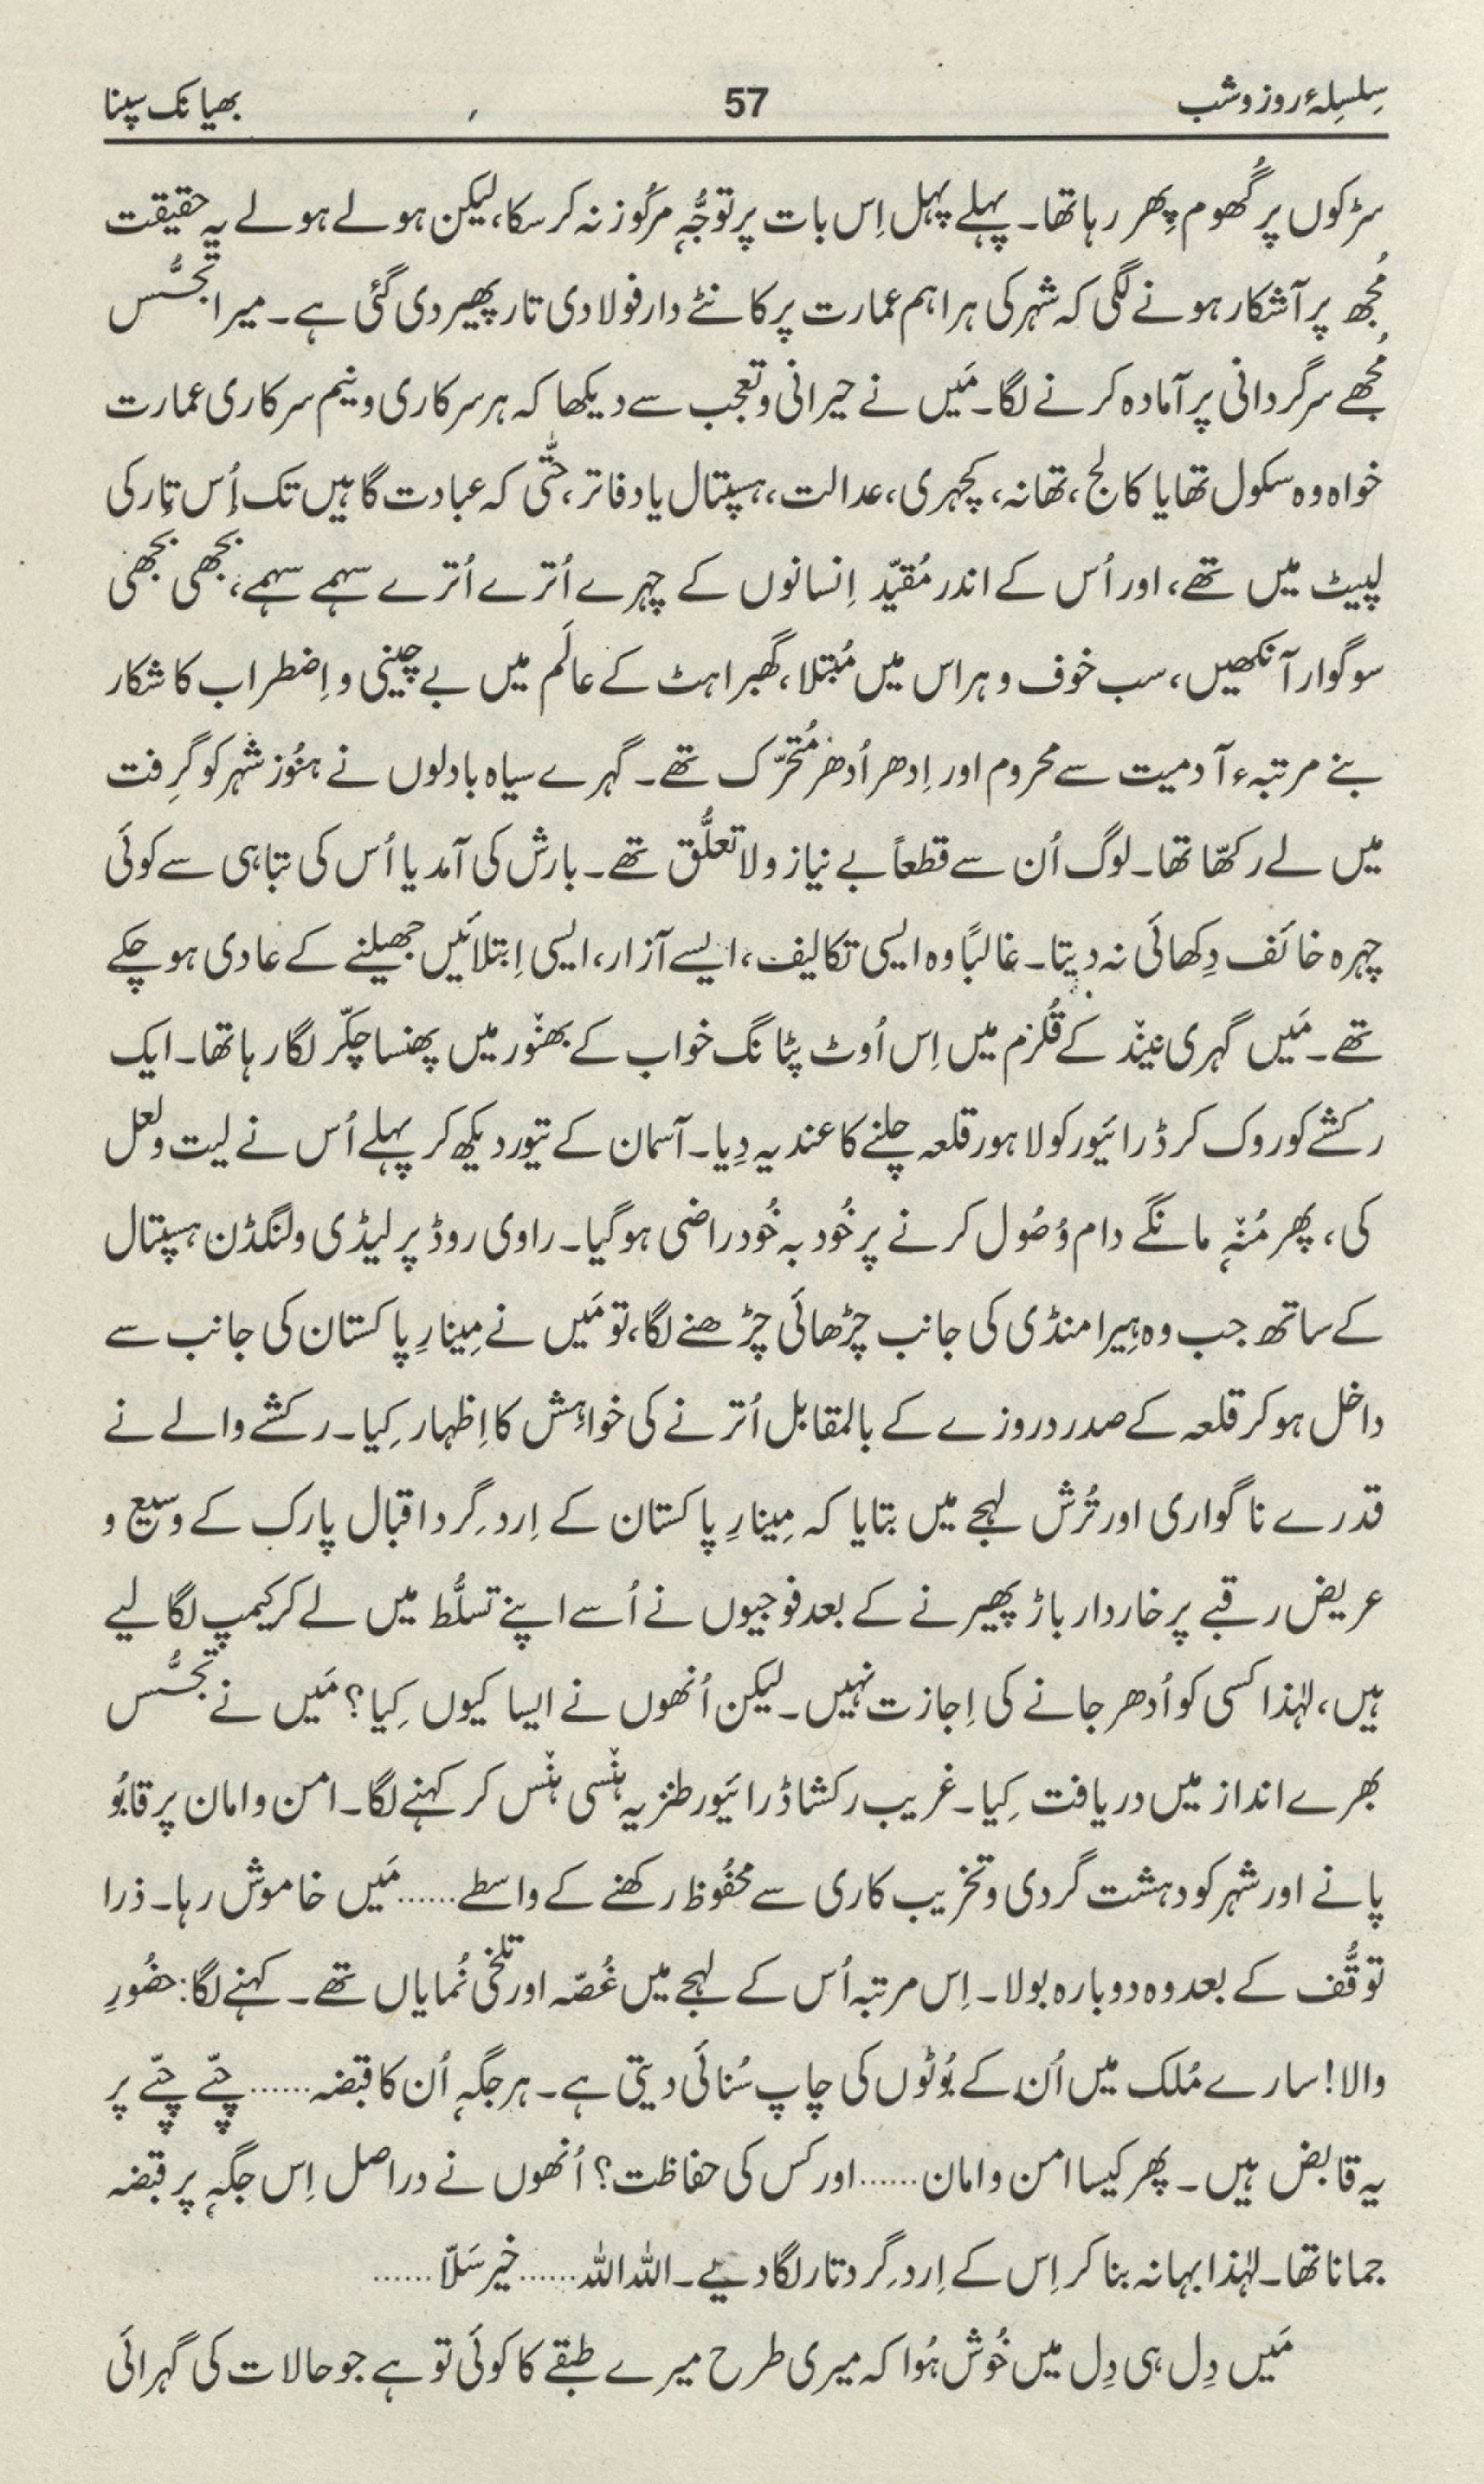 سِلسِلۂ روز و شب 57 بھیانک سپنا
سڑکوں پر گُھوم پِھر رہا تھا۔ پہلے پہل اِس بات پر توجُّہ مرکُوز نہ کر سکا، لیکن ہولے ہولے یہ حقیقت
مُجھ پر آشکار ہونے لگی کہ شہر کی ہر اہم عمارت پر کانٹے دار فولادی تار پھیر دی گئی ہے۔ میرا تجسُّس
مُجھے سرگردانی پر آمادہ کرنے لگا۔ مَیں نے حیرانی و تعجب سے دیکھا کہ ہر سرکاری و نیم سرکاری عمارت
خواہ وہ سکول تھا یا کالج، تھانہ، کچہری، عدالت، ہسپتال یا دفاتر، حتّٰی کہ عبادت گاہیں تک اُس تار کی
لپیٹ میں تھے، اور اُس کے اندر مُقیّد اِنسانوں کے چہرے اُترے اُترے سہمے سہمے، بُجھی بُجھی
سوگوار آنکھیں، سب خوف و ہراس میں مُبتلا، گھبراہٹ کے عالَم میں بے چینی و اِضطراب کا شکار
بنے مرتبہء آدمیت سے محروم اور اِدھر اُدھر مُتحرّک تھے۔ گہرے سیاہ بادلوں نے ہنُوز شہر کو گرِفت
میں لے رکھّا تھا۔ لوگ اُن سے قطعاً بے نیاز و لاتعلُّق تھے۔ بارش کی آمد یا اُس کی تباہی سے کوئی
چہرہ خائف دِکھائی نہ دیتا۔ غالباً وہ ایسی تکالیف، ایسے آزار، ایسی اِبتلائیں جھیلنے کے عادی ہو چکے
تھے۔ مَیں گہری نیند کے قُلزم میں اِس اُوٹ پٹانگ خواب کے بھنور میں پھنسا چکّر لگا رہا تھا۔ ایک
رکشے کو روک کر ڈرائیور کو لاہور قلعہ چلنے کا عندیہ دِیا۔ آسمان کے تیور دیکھ کر پہلے اُس نے لیت و لعل
کی، پھر مُنہ مانگے دام وُصُول کرنے پر خُود بہ خُود راضی ہو گیا۔ راوی روڈ پر لیڈی ولنگڈن ہسپتال
کے ساتھ جب وہ ہِیرا منڈی کی جانب چڑھائی چڑھنے لگا، تو مَیں نے مِینارِ پاکستان کی جانب سے
داخل ہو کر قلعہ کے صدر دروزے کے بالمقابل اُترنے کی خواہش کا اِظہار کِیا۔ رکشے والے نے
قدرے ناگواری اور تُرش لہجے میں بتایا کہ مِینارِ پاکستان کے اِرد گِرد اقبال پارک کے وسیع و
عریض رقبے پر خاردار باڑ پھیرنے کے بعد فوجیوں نے اُسے اپنے تسلُّط میں لے کر کیمپ لگا لیے
ہیں، لہٰذا کسی کو اُدھر جانے کی اِجازت نہیں۔ لیکن اُنھوں نے ایسا کیوں کِیا؟ مَیں نے تجسُّس
بھرے انداز میں دریافت کِیا۔ غریب رکشا ڈرائیور طنزیہ ہنسی ہنس کر کہنے لگا۔ امن و امان پر قابُو
پانے اور شہر کو دہشت گردی و تخریب کاری سے محفُوظ رکھنے کے واسطے......مَیں خاموش رہا۔ ذرا
توقُّف کے بعد وہ دوبارہ بولا۔ اِس مرتبہ اُس کے لہجے میں غُصّہ اور تلخی نُمایاں تھے۔ کہنے لگا: حضُورِ
والا! سارے مُلک میں اُن کے بُوٹوں کی چاپ سُنائی دیتی ہے۔ ہر جگہ اُن کا قبضہ......چپّے چپّے پر
یہ قابض ہیں۔ پھر کیسا امن و امان......اور کس کی حفاظت؟ اُنھوں نے دراصل اِس جگہ پر قبضہ
جمانا تھا۔ لہٰذا بہانہ بنا کر اِس کے اِرد گِرد تار لگا دیے۔ اللہ اللہ......خیر سَلّا......
مَیں دِل ہی دِل میں خُوش ہُوا کہ میری طرح میرے طبقے کا کوئی تو ہے جو حالات کی گہرائی